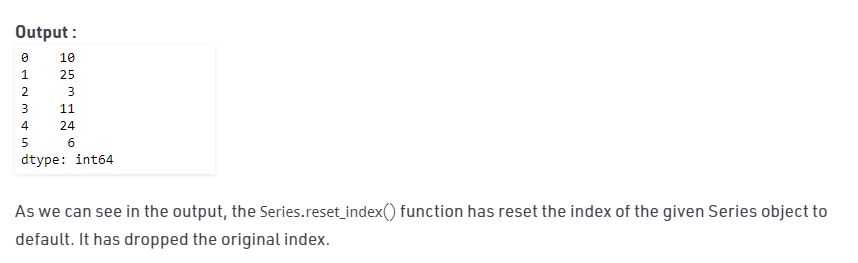 Output :
0    10
1    25
2     3
3    11
4    24
5     6
dtype: int64
As we can see in the output, the Series.reset_index() function has reset the index of the given Series object to
default. It has dropped the original index.